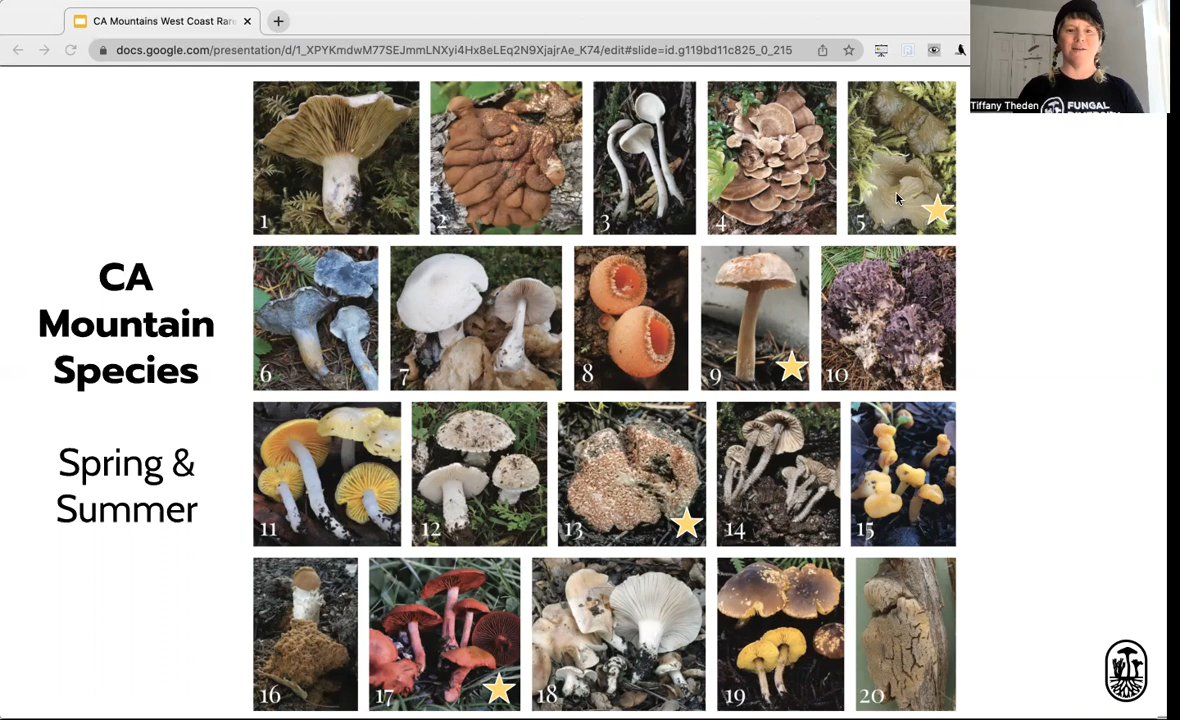 CA Mountains West Coast Rare
docs.google.com/presentation/d/1_XPYKmdwM77SEJmmLNXyi4Hx8eLEq2N9XjajrAe_K74/edit#slide=id.g119bd11c825_0_215
Tiffany Theden
FUNGAL
CA
Mountain
Species
Spring &
Summer
1
2
3
4
5
6
7
8
9
10
11
12
13
14
15
16
17
18
19
20